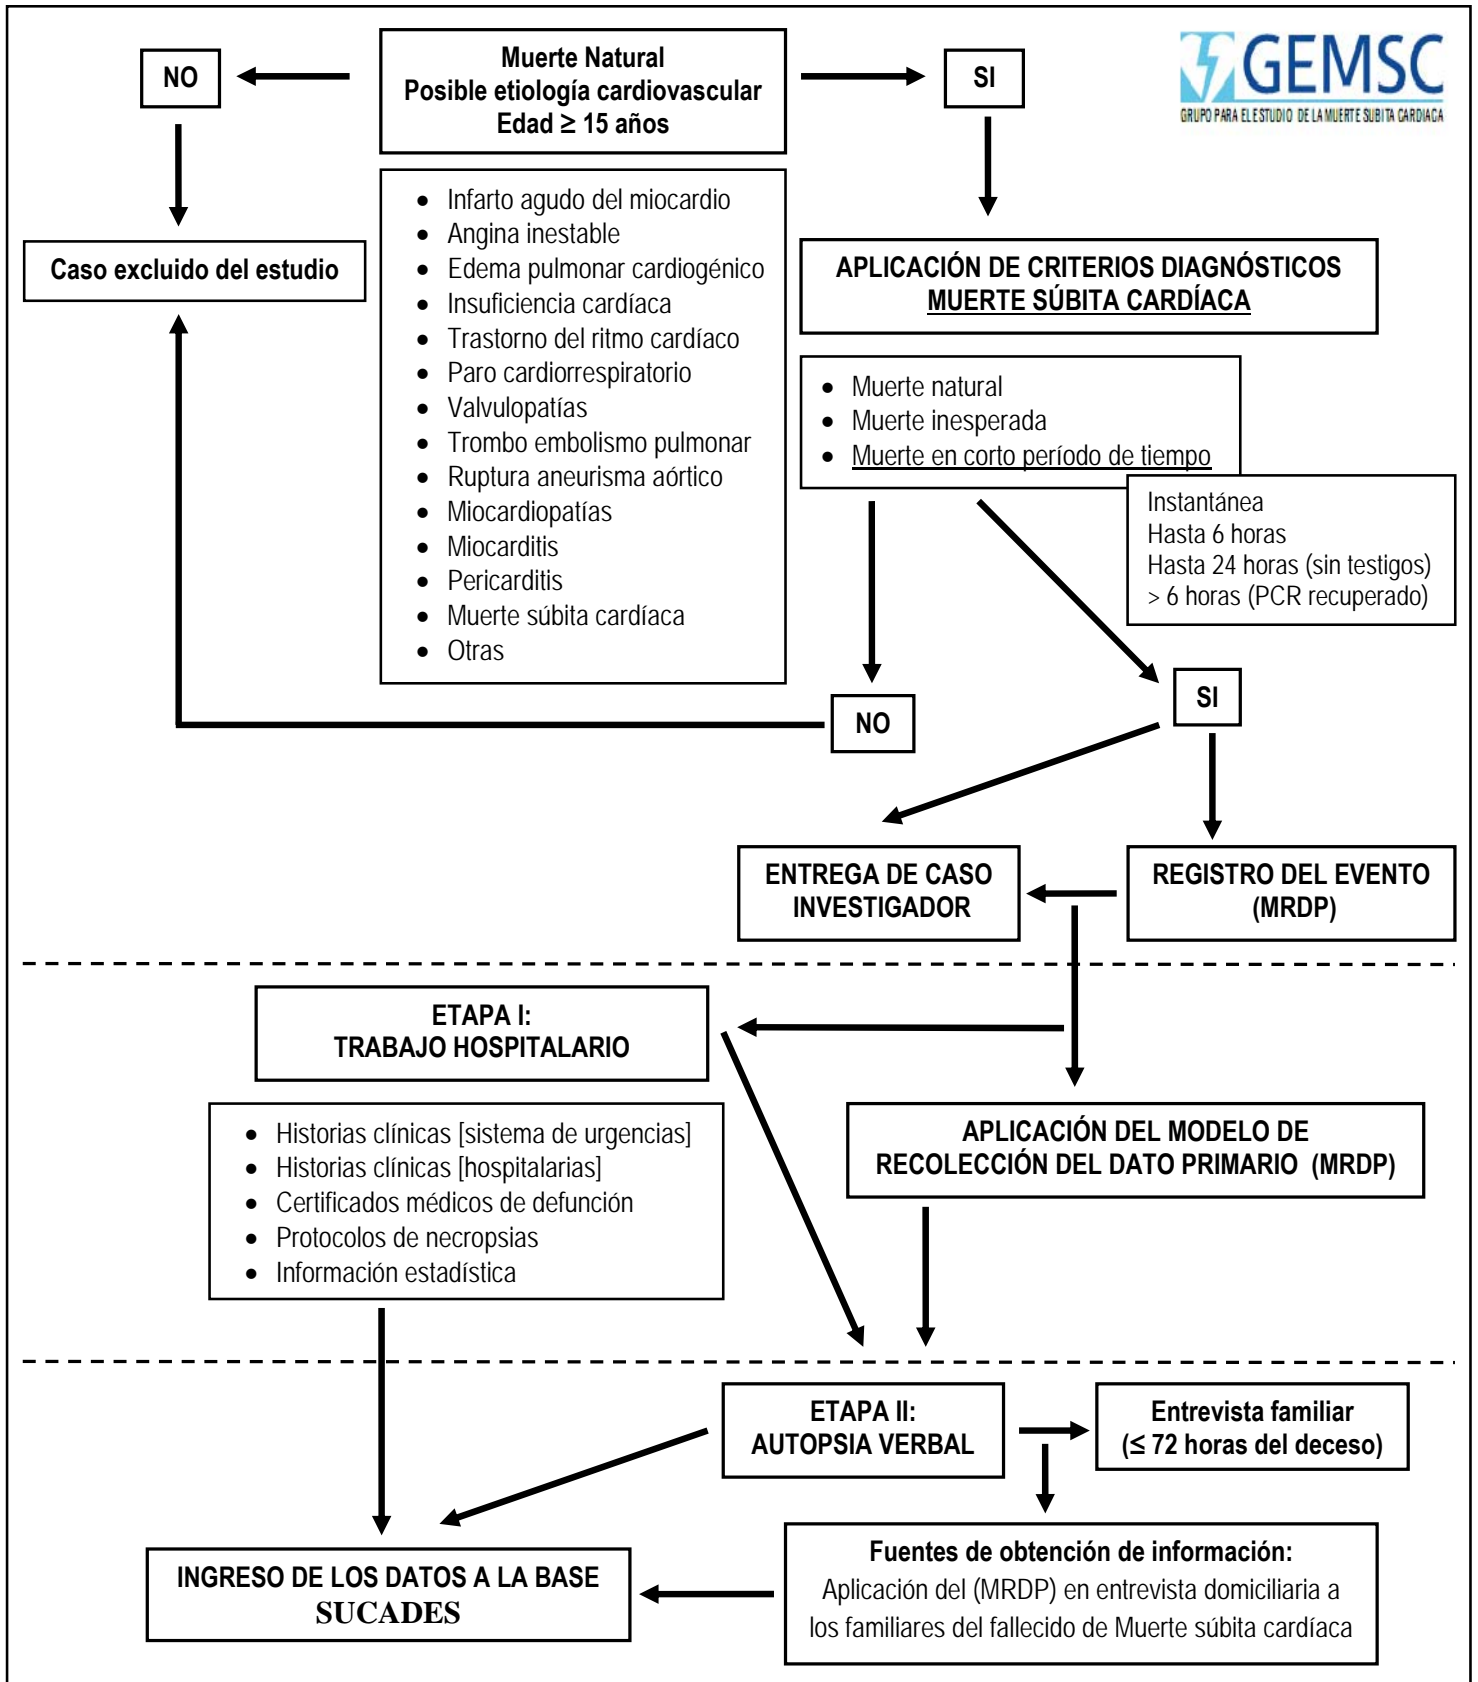 NO
Muerte Natural
Posible etiología cardiovascular
Edad ≥ 15 años
SI
GEMSC
GRUPO PARA EL ESTUDIO DE LA MUERTE SUBITA CARDIACA
Caso excluido del estudio
• Infarto agudo del miocardio
• Angina inestable
• Edema pulmonar cardiogénico
• Insuficiencia cardíaca
• Trastorno del ritmo cardíaco
• Paro cardiorrespiratorio
• Valvulopatías
• Trombo embolismo pulmonar
• Ruptura aneurisma aórtico
• Miocardiopatías
• Miocarditis
• Pericarditis
• Muerte súbita cardíaca
• Otras
APLICACIÓN DE CRITERIOS DIAGNÓSTICOS
MUERTE SÚBITA CARDÍACA
• Muerte natural
• Muerte inesperada
• Muerte en corto período de tiempo
Instantánea
Hasta 6 horas
Hasta 24 horas (sin testigos)
> 6 horas (PCR recuperado)
NO
SI
ENTREGA DE CASO
INVESTIGADOR
REGISTRO DEL EVENTO
(MRDP)
ETAPA I:
TRABAJO HOSPITALARIO
• Historias clínicas [sistema de urgencias]
• Historias clínicas [hospitalarias]
• Certificados médicos de defunción
• Protocolos de necropsias
• Información estadística
APLICACIÓN DEL MODELO DE
RECOLECCIÓN DEL DATO PRIMARIO (MRDP)
ETAPA II:
AUTOPSIA VERBAL
Entrevista familiar
(≤ 72 horas del deceso)
Fuentes de obtención de información:
Aplicación del (MRDP) en entrevista domiciliaria a
los familiares del fallecido de Muerte súbita cardíaca
INGRESO DE LOS DATOS A LA BASE
SUCADES